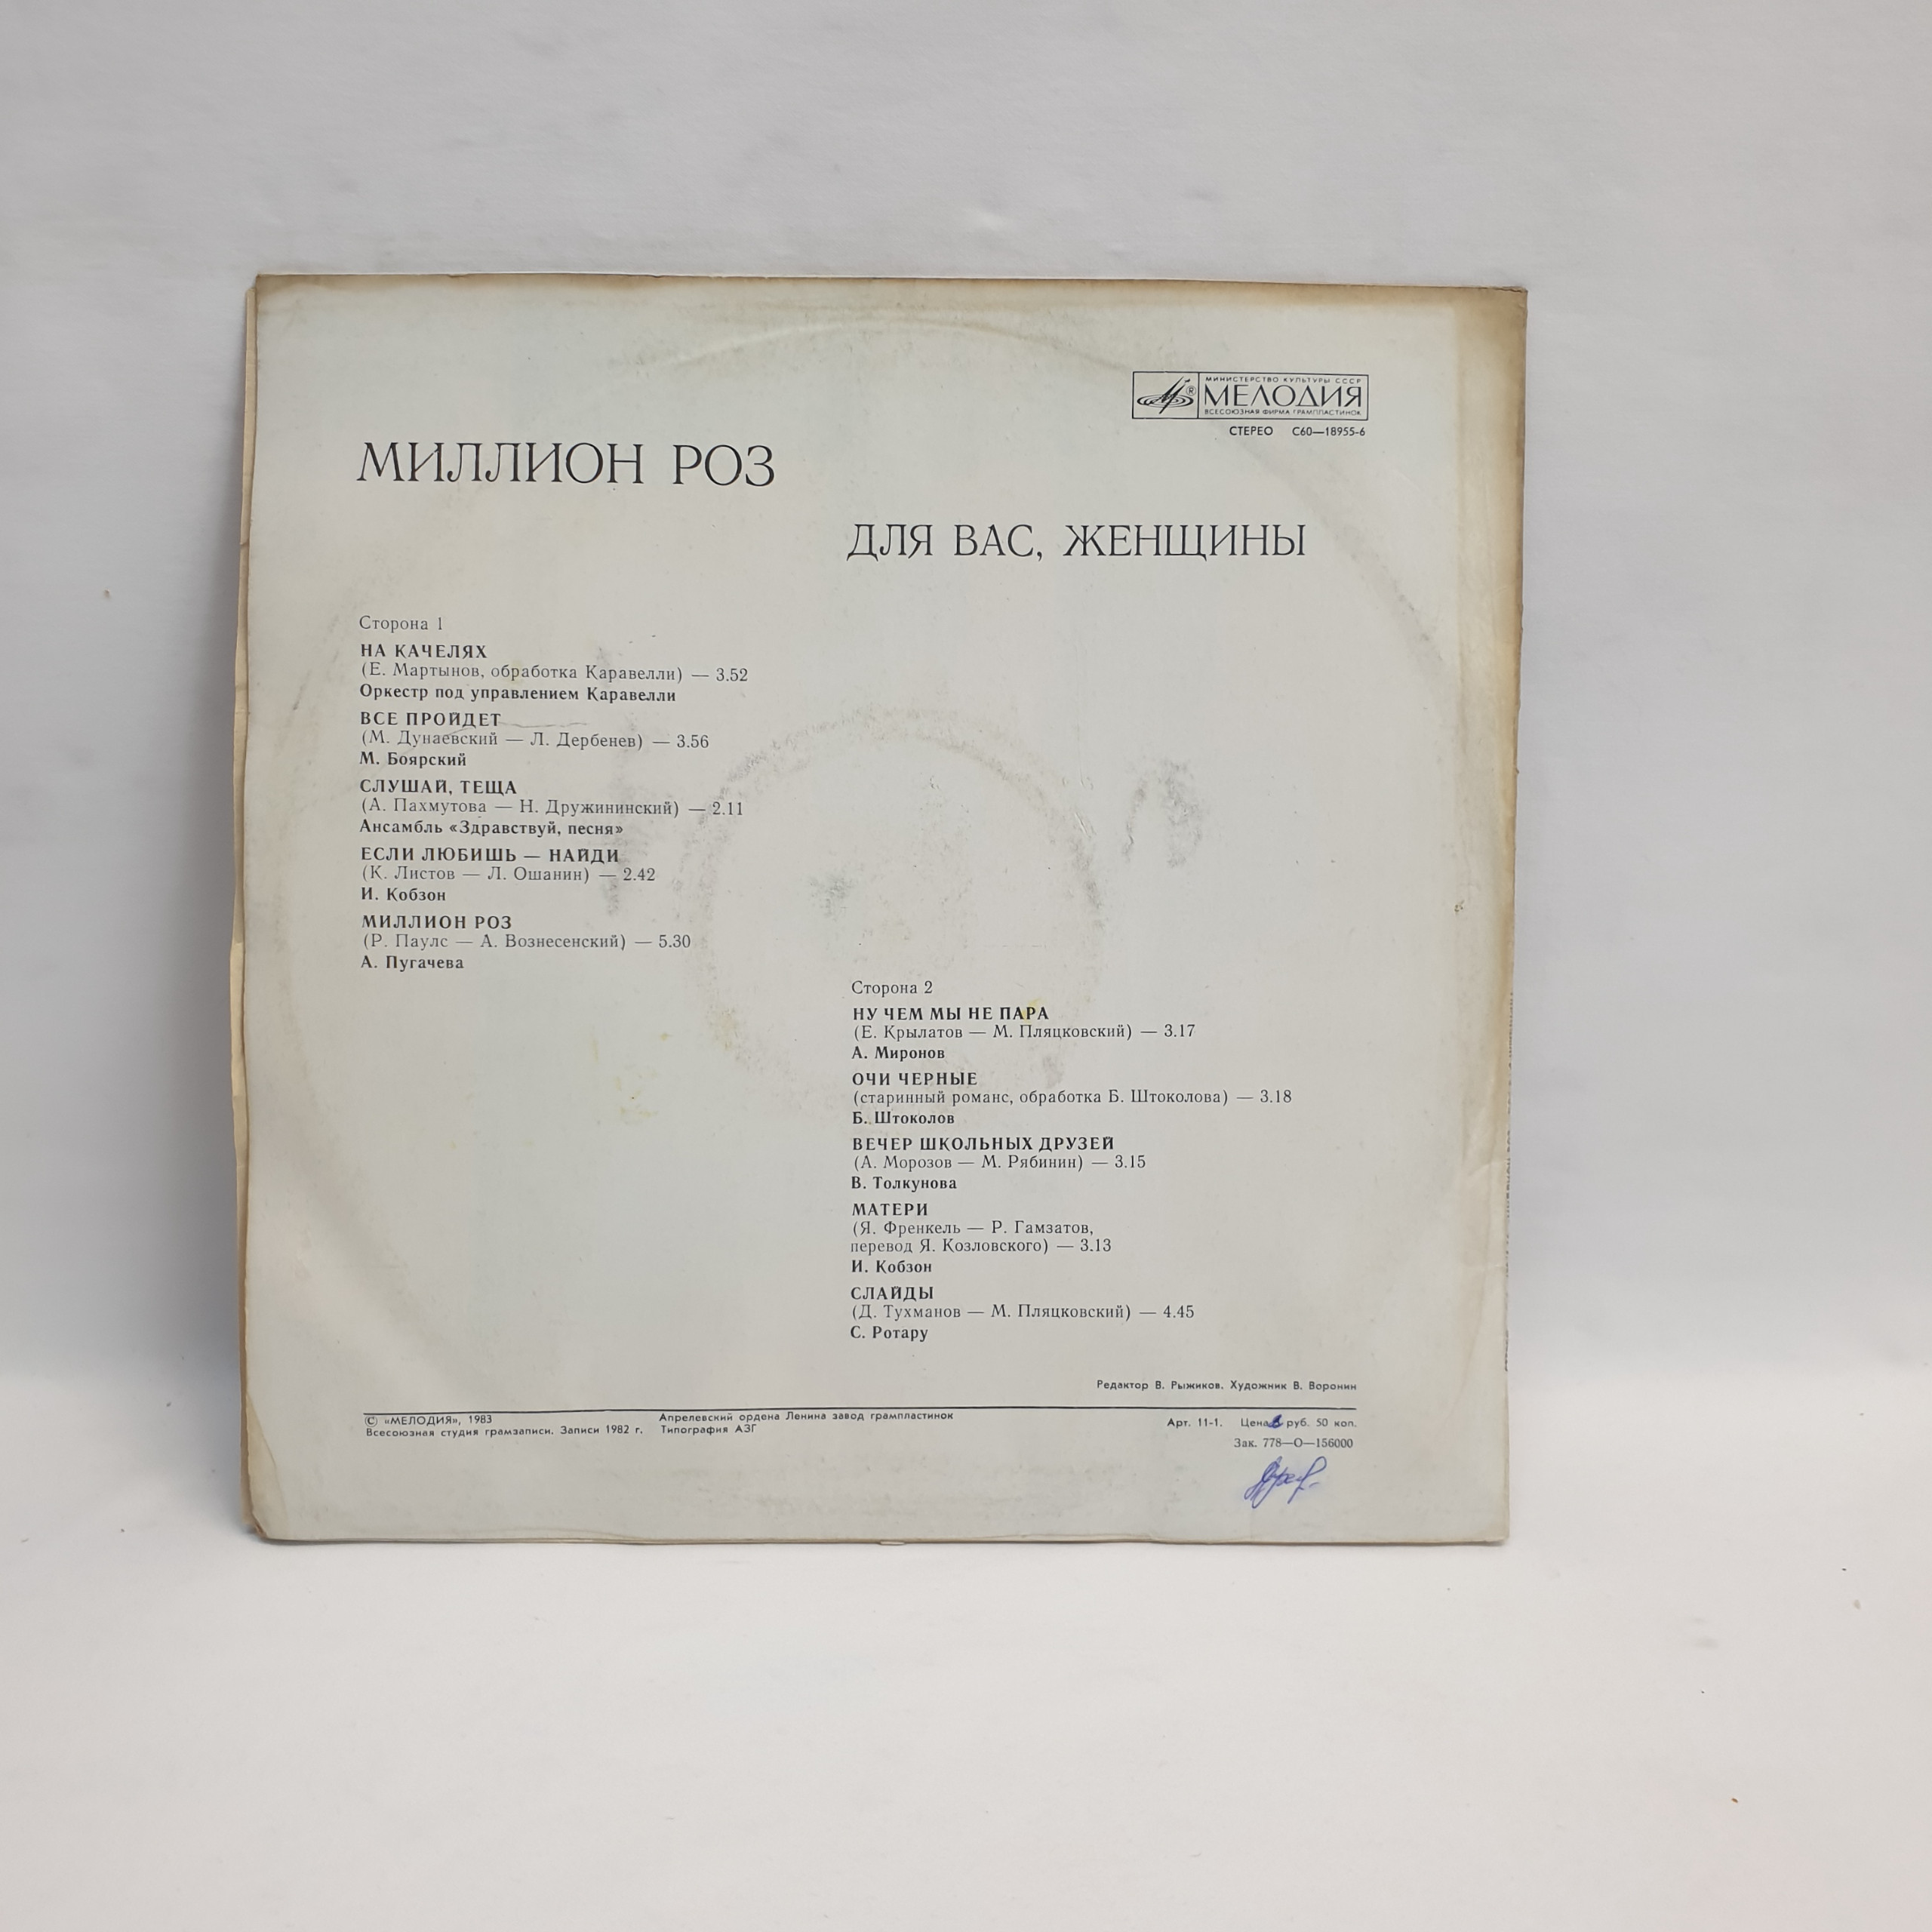 МИНИСТЕРСТВО КУЛЬТУРЫ СССР
МЕЛОДИЯ
ВСЕСОЮЗНАЯ ФИРМА ГРАМПЛАСТИНОК
СТЕРЕО С60—18955-6
МИЛЛИОН РОЗ
ДЛЯ ВАС, ЖЕНЩИНЫ
Сторона 1
НА КАЧЕЛЯХ
(Е. Мартынов, обработка Каравелли) — 3.52
Оркестр под управлением Каравелли
ВСЕ ПРОЙДЕТ
(М. Дунаевский — Л. Дербенев) — 3.56
М. Боярский
СЛУШАЙ, ТЕЩА
(А. Пахмутова — Н. Дружининский) — 2.11
Ансамбль «Здравствуй, песня»
ЕСЛИ ЛЮБИШЬ — НАЙДИ
(К. Листов — Л. Ошанин) — 2.42
И. Кобзон
МИЛЛИОН РОЗ
(Р. Паулс — А. Вознесенский) — 5.30
А. Пугачева
Сторона 2
НУ ЧЕМ МЫ НЕ ПАРА
(Е. Крылатов — М. Пляцковский) — 3.17
А. Миронов
ОЧИ ЧЕРНЫЕ
(старинный романс, обработка Б. Штоколова) — 3.18
Б. Штоколов
ВЕЧЕР ШКОЛЬНЫХ ДРУЗЕЙ
(А. Морозов — М. Рябинин) — 3.15
В. Толкунова
МАТЕРИ
(Я. Френкель — Р. Гамзатов,
перевод Я. Козловского) — 3.13
И. Кобзон
СЛАЙДЫ
(Д. Тухманов — М. Пляцковский) — 4.45
С. Ротару
Редактор В. Рыжиков. Художник В. Воронин
© «МЕЛОДИЯ», 1983 Апрелевский ордена Ленина завод грампластинок
Всесоюзная студия грамзаписи. Записи 1982 г. Типография АЗГ
Арт. 11-1. Цена руб. 50 коп.
Зак. 778—О—156000